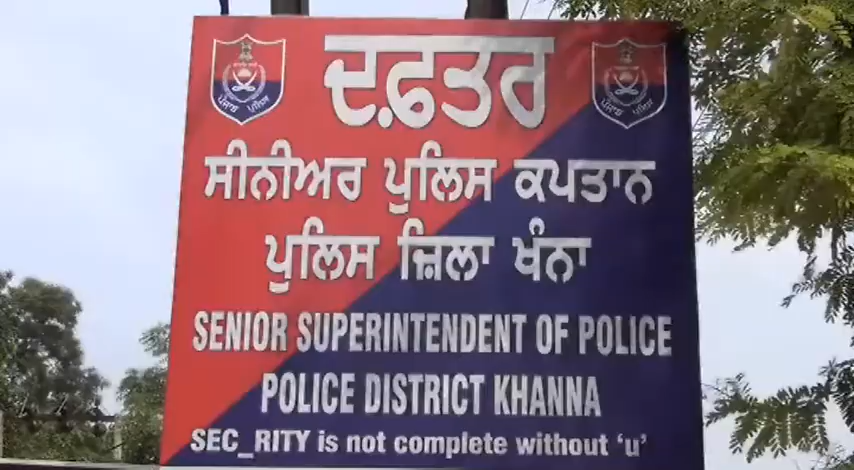 ਦਫ਼ਤਰ
ਸੀਨੀਅਰ ਪੁਲਿਸ ਕਪਤਾਨ
ਪੁਲਿਸ ਜ਼ਿਲਾ ਖੰਨਾ
SENIOR SUPERINTENDENT OF POLICE
POLICE DISTRICT KHANNA
SEC_RITY is not complete without 'u'
ਪੰਜਾਬ ਪੁਲਿਸ
ਪੰਜਾਬ ਪੁਲਿਸ